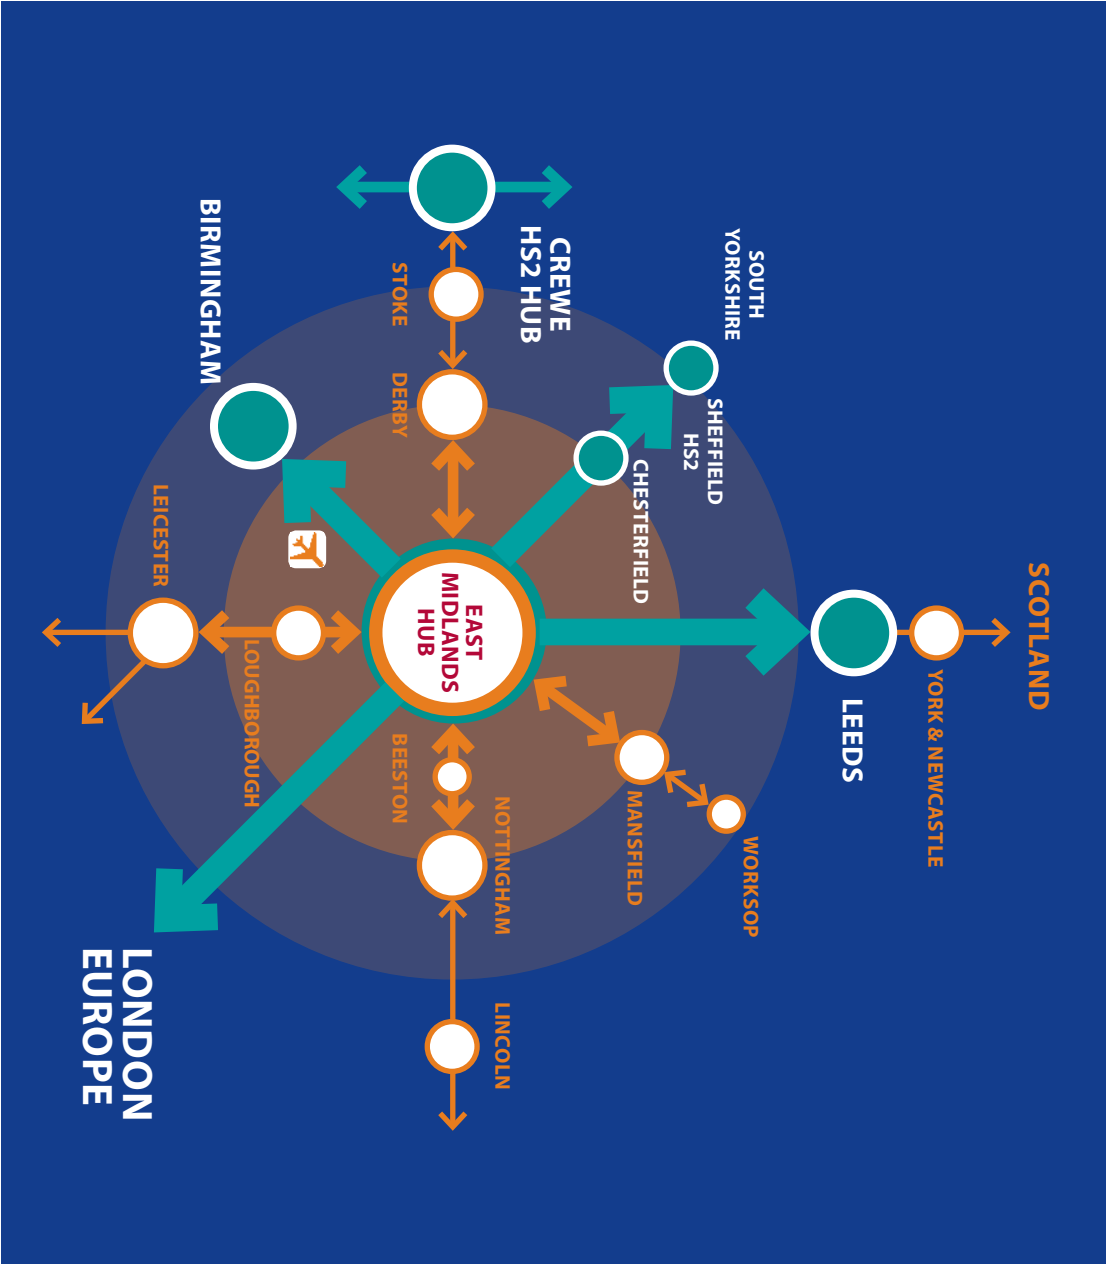 SCOTLAND
YORK & NEWCASTLE
LEEDS
SOUTH
YORKSHIRE
SHEFFIELD
HS2
WORKSOP
CHESTERFIELD
MANSFIELD
CREWE
HS2 HUB
NOTTINGHAM
LINCOLN
EAST
MIDLANDS
HUB
STOKE
DERBY
BEESTON
LOUGHBOROUGH
BIRMINGHAM
LEICESTER
LONDON
EUROPE